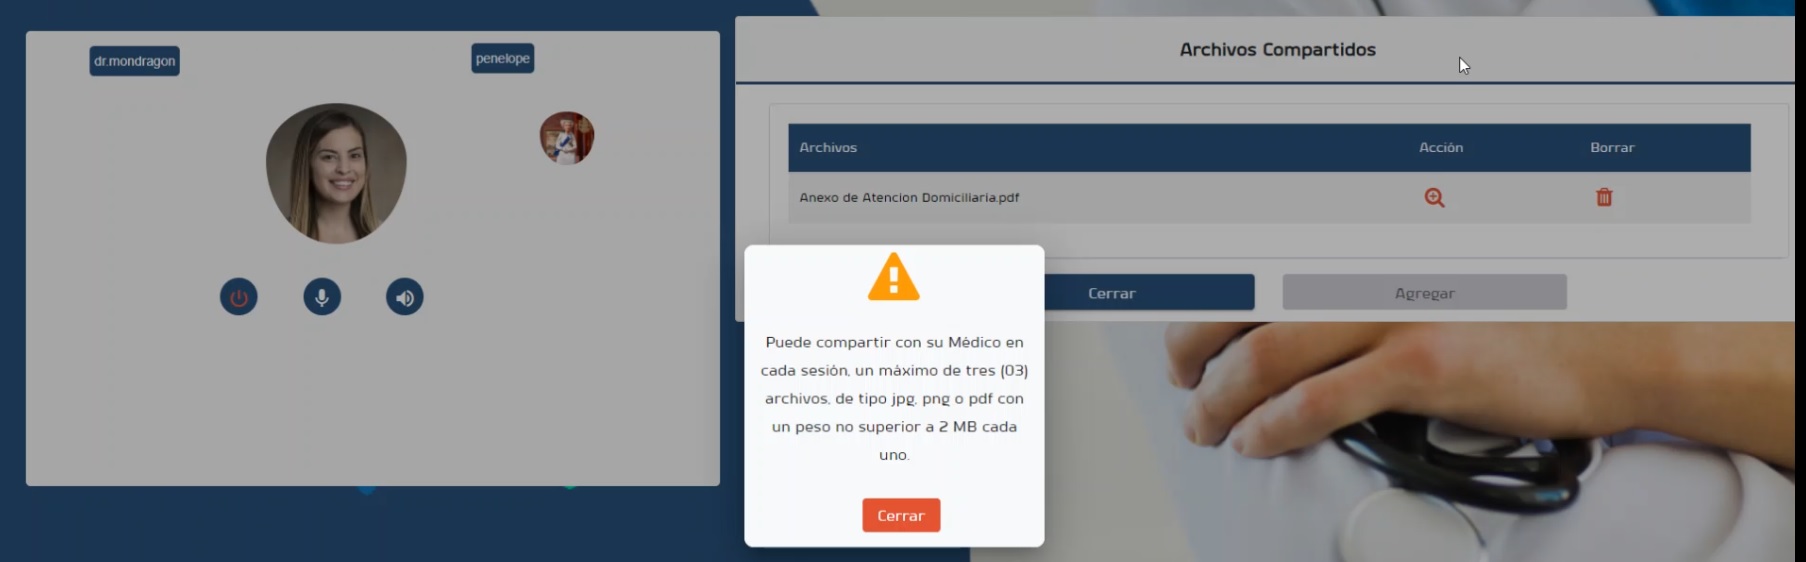 dr.mondragon
penelope
Archivos Compartidos
Archivos Acción Borrar
Anexo de Atencion Domiciliaria.pdf
Cerrar Agregar
Puede compartir con su Médico en
cada sesión, un máximo de tres (03)
archivos, de tipo jpg, png o pdf con
un peso no superior a 2 MB cada
uno.
Cerrar